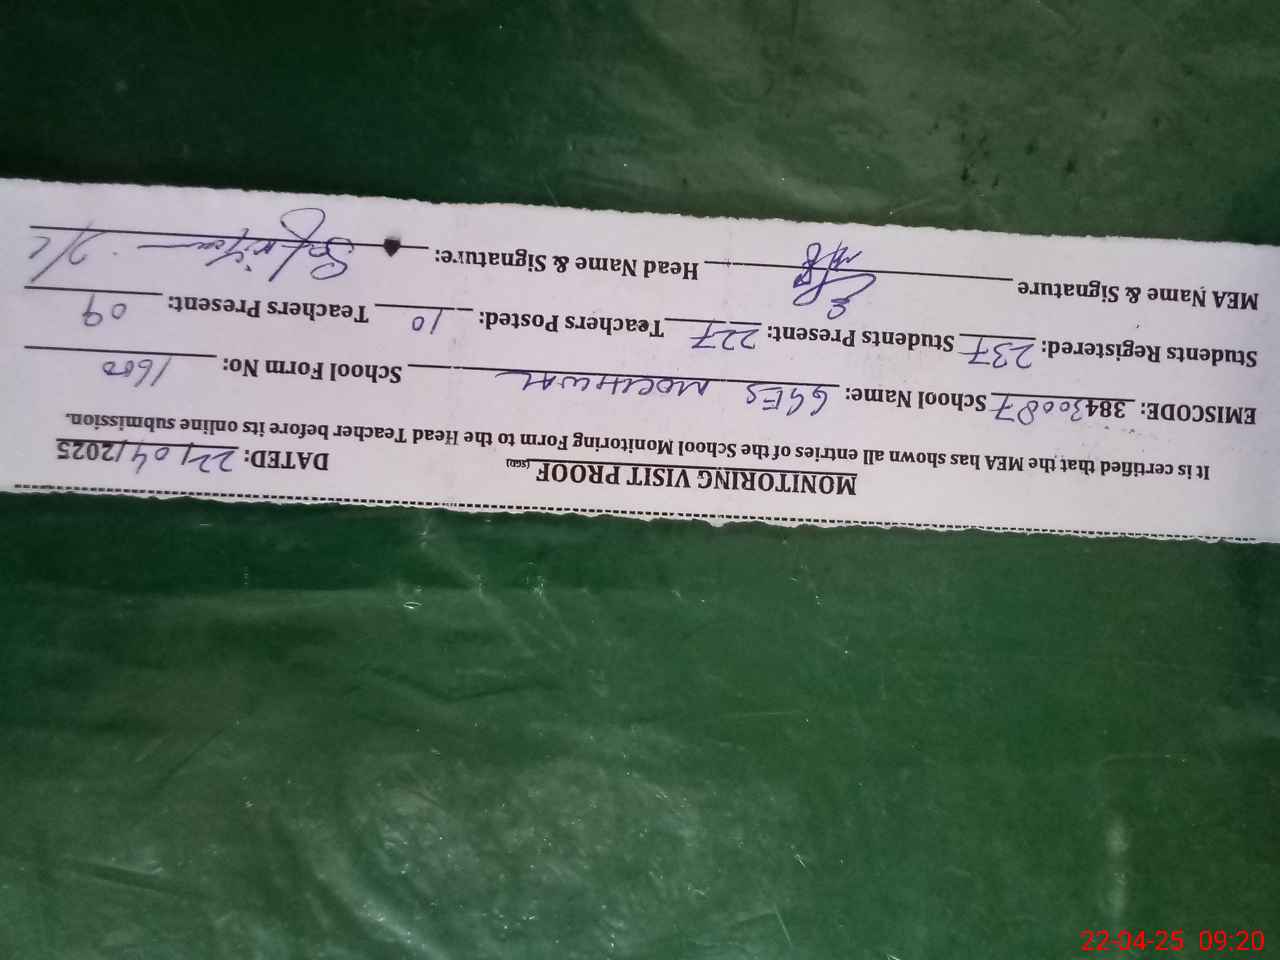 MONITORING VISIT PROOF (SGD) DATED: 22/04/2025
It is certified that the MEA has shown all entries of the School Monitoring Form to the Head Teacher before its online submission.
EMISCODE: 38430087 School Name: GGES MOCHIWAL School Form No: 1600
Students Registered: 237 Students Present: 227 Teachers Posted: 10 Teachers Present: 09
MEA Name & Signature Head Name & Signature: I/C
22-04-25 09:20